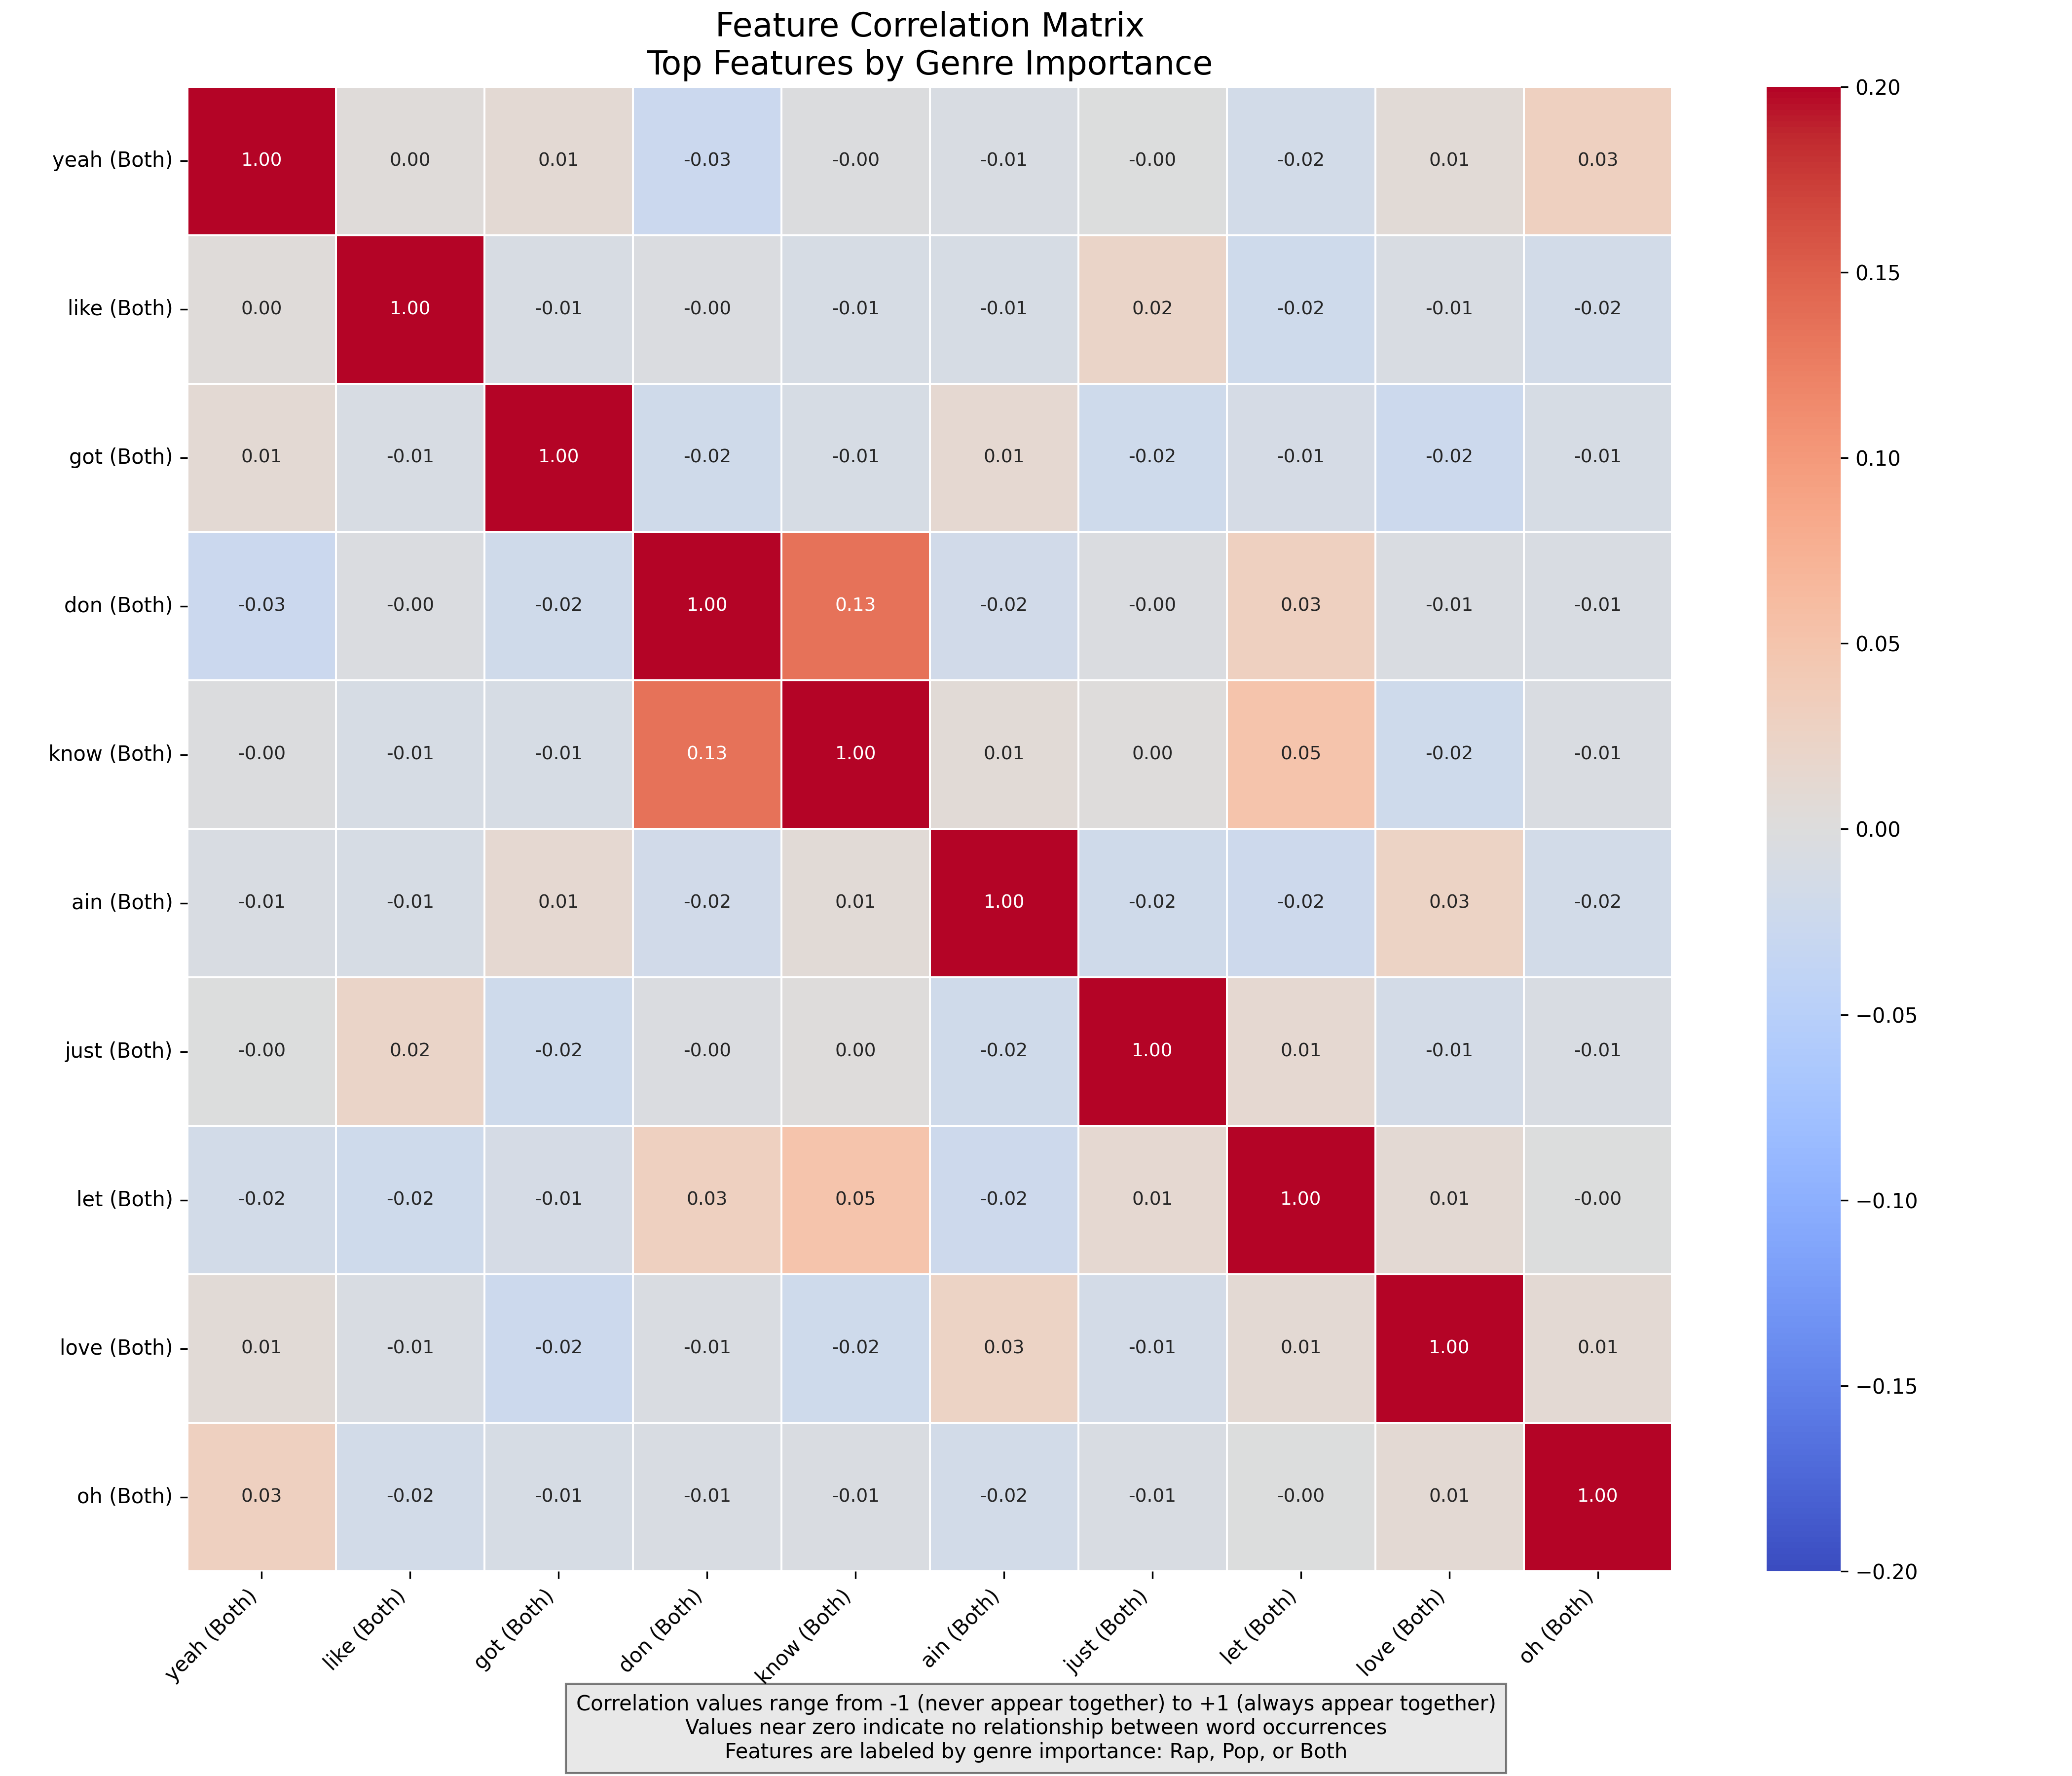 Feature Correlation Matrix
Top Features by Genre Importance
yeah (Both) 1.00 0.00 0.01 -0.03 -0.00 -0.01 -0.00 -0.02 0.01 0.03
like (Both) 0.00 1.00 -0.01 -0.00 -0.01 -0.01 0.02 -0.02 -0.01 -0.02
got (Both) 0.01 -0.01 1.00 -0.02 -0.01 0.01 -0.02 -0.01 -0.02 -0.01
don (Both) -0.03 -0.00 -0.02 1.00 0.13 -0.02 -0.00 0.03 -0.01 -0.01
know (Both) -0.00 -0.01 -0.01 0.13 1.00 0.01 0.00 0.05 -0.02 -0.01
ain (Both) -0.01 -0.01 0.01 -0.02 0.01 1.00 -0.02 -0.02 0.03 -0.02
just (Both) -0.00 0.02 -0.02 -0.00 0.00 -0.02 1.00 0.01 -0.01 -0.01
let (Both) -0.02 -0.02 -0.01 0.03 0.05 -0.02 0.01 1.00 0.01 -0.00
love (Both) 0.01 -0.01 -0.02 -0.01 -0.02 0.03 -0.01 0.01 1.00 0.01
oh (Both) 0.03 -0.02 -0.01 -0.01 -0.01 -0.02 -0.01 -0.00 0.01 1.00
yeah (Both) like (Both) got (Both) don (Both) know (Both) ain (Both) just (Both) let (Both) love (Both) oh (Both)
0.20
0.15
0.10
0.05
0.00
−0.05
−0.10
−0.15
−0.20
Correlation values range from -1 (never appear together) to +1 (always appear together)
Values near zero indicate no relationship between word occurrences
Features are labeled by genre importance: Rap, Pop, or Both